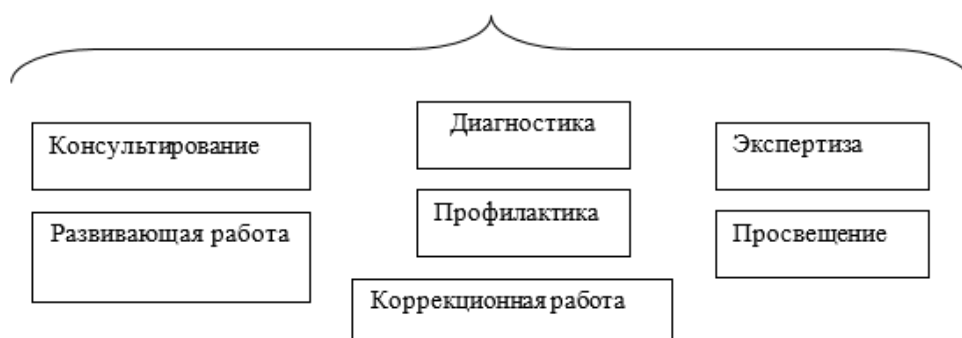 Консультирование
Диагностика
Экспертиза
Развивающая работа
Профилактика
Просвещение
Коррекционная работа